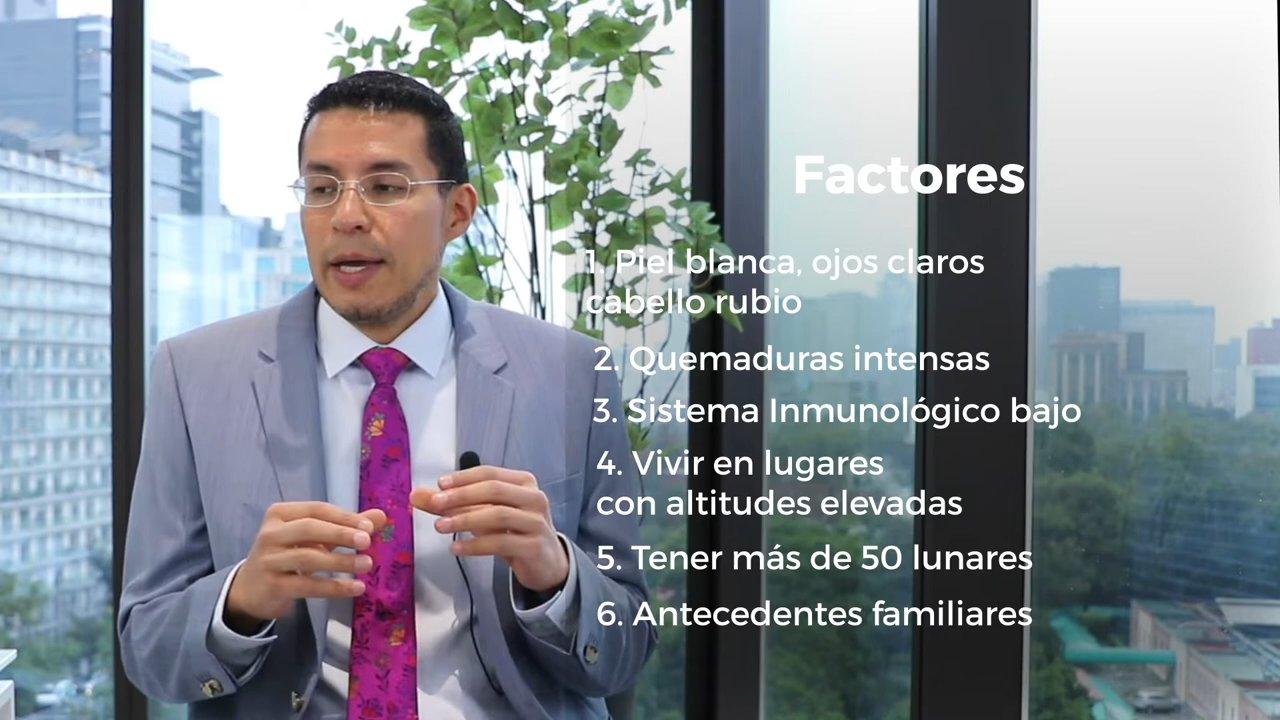 Factores
1. Piel blanca, ojos claros
cabello rubio
2. Quemaduras intensas
3. Sistema Inmunológico bajo
4. Vivir en lugares
con altitudes elevadas
5. Tener más de 50 lunares
6. Antecedentes familiares